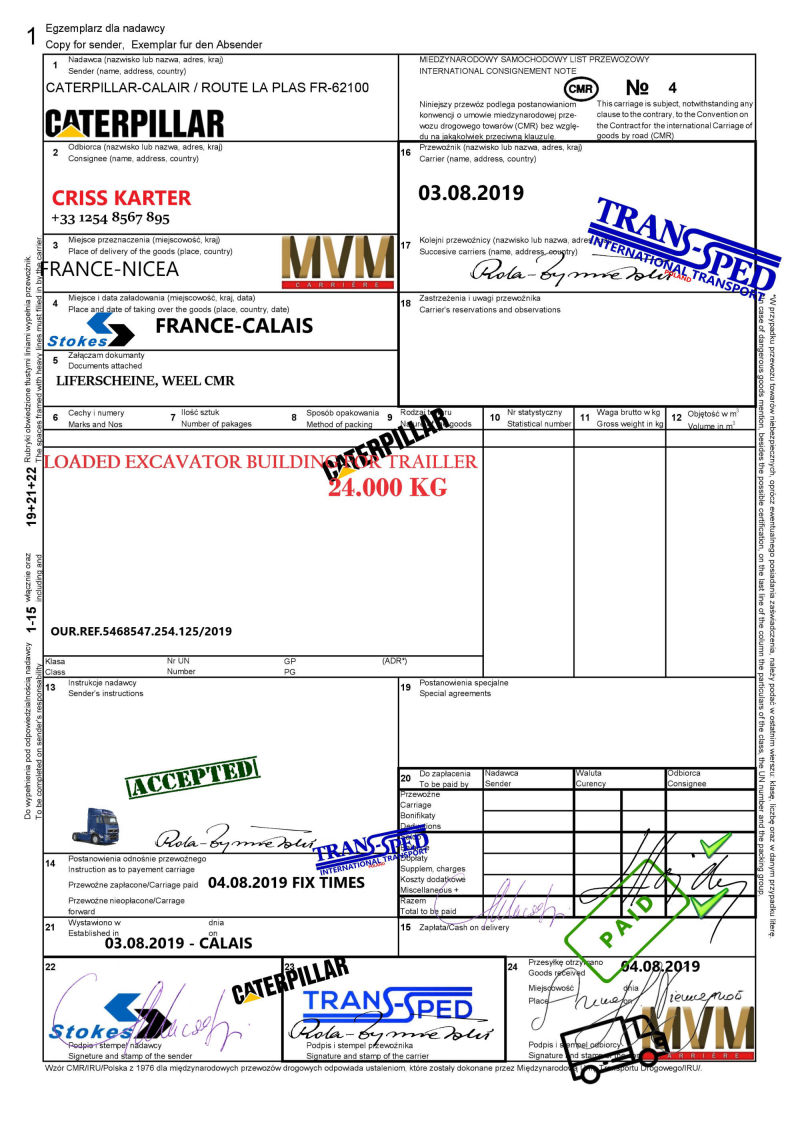 1
Egzemplarz dla nadawcy
Copy for sender, Exemplar fur den Absender
1 Nadawca (nazwisko lub nazwa, adres, kraj)
Sender (name, address, country)
CATERPILLAR-CALAIR / ROUTE LA PLAS FR-62100
CATERPILLAR
MIEDZYNARODOWY SAMOCHODOWY LIST PRZEWOZOWY
INTERNATIONAL CONSIGNEMENT NOTE
CMR
№ 4
Niniejszy przewóz podlega postanowianiom
konwencji o umowie miedzynarodowej prze-
wozu drogowego towarów (CMR) bez wzglę-
du na jąkąkolwiek przeciwną klauzulę.
This carriage is subject, notwithstanding any
clause to the contrary, to the Convention on
the Contract for the international Carriage of
goods by road (CMR)
2 Odbiorca (nazwisko lub nazwa, adres, kraj)
Consignee (name, address, country)
CRISS KARTER
+33 1254 8567 895
16 Przewoźnik (nazwisko lub nazwa, adres, kraj)
Carrier (name, address, country)
03.08.2019
TRANS-SPED
INTERNATIONAL TRANSPORT
POLAND
3 Miejsce przeznaczenia (miejscowość, kraj)
Place of delivery of the goods (place, country)
FRANCE-NICEA
MVM
CARRIÈRE
17 Kolejni przewoźnicy (nazwisko lub nazwa, adres, kraj)
Succesive carriers (name, address, country)
4 Miejsce i data załadowania (miejscowość, kraj, data)
Place and date of taking over the goods (place, country, date)
FRANCE-CALAIS
Stokes
18 Zastrzeżenia i uwagi przewoźnika
Carrier's reservations and observations
5 Załączam dokumanty
Documents attached
LIFERSCHEINE, WEEL CMR
6 Cechy i numery
Marks and Nos
7 Ilość sztuk
Number of pakages
8 Sposób opakowania
Method of packing
9 Rodzaj towaru
Nature of the goods
10 Nr statystyczny
Statistical number
11 Waga brutto w kg
Gross weight in kg
12 Objętość w m³
Volume in m³
CATERPILLAR
LOADED EXCAVATOR BUILDING FOR TRAILLER
24.000 KG
OUR.REF.5468547.254.125/2019
Klasa
Class
Nr UN
Number
GP
PG
(ADR*)
13 Instrukcje nadawcy
Sender's instructions
ACCEPTED
19 Postanowienia specjalne
Special agreements
20 Do zapłacenia
To be paid by
Nadawca
Sender
Waluta
Curency
Odbiorca
Consignee
Przewoźne
Carriage
Bonifikaty
Deductions
Dopłaty
Supplem, charges
Koszty dodatkowe
Miscellaneous +
Razem
Total to be paid
TRANS-SPED
INTERNATIONAL TRANSPORT
14 Postanowienia odnośnie przewoźnego
Instruction as to payement carriage
Przewoźne zapłacone/Carriage paid
04.08.2019 FIX TIMES
Przewoźne nieopłacone/Carrage
forward
PAID
21 Wystawiono w
Established in
dnia
on
03.08.2019 - CALAIS
15 Zapłata/Cash on delivery
22
Stokes
Podpis i stempel nadawcy
Signeture and stamp of the sender
CATERPILLAR
23
TRANS-SPED
Podpis i stempel przewoźnika
Signature and stamp of the carrier
24 Przesyłkę otrzymano
Goods received
04.08.2019
Miejscowość
Place
dnia
on
MVM
CARRIÈRE
Podpis i stempel odbiorcy
Signature and stamp of the
Wzór CMR/IRU/Polska z 1976 dla międzynarodowych przewozów drogowych odpowiada ustaleniom, które zostały dokonane przez Międzynarodową Unię Transportu Drogowego/IRU/.
Do wypełnienia pod odpowiedzialnością nadawcy 1-15 włącznie oraz 19+21+22 Rubryki obwiedzone tłustymi liniami wypełnia przewoźnik.
To be completed on sender's responsability including and The spaces framed with heavy lines must filled in by the carrier
*W przypadku przewozu towarów niebezpiecznych, oprócz ewentualnego posiadania zaświadczenia, należy podać w ostatnim wierszu: klasę, liczbę oraz w danym przypadku literę.
In case of dangerous goods mention, besides the possible certification, on the last line of the column the particulars of the class, the UN number and the packing group.